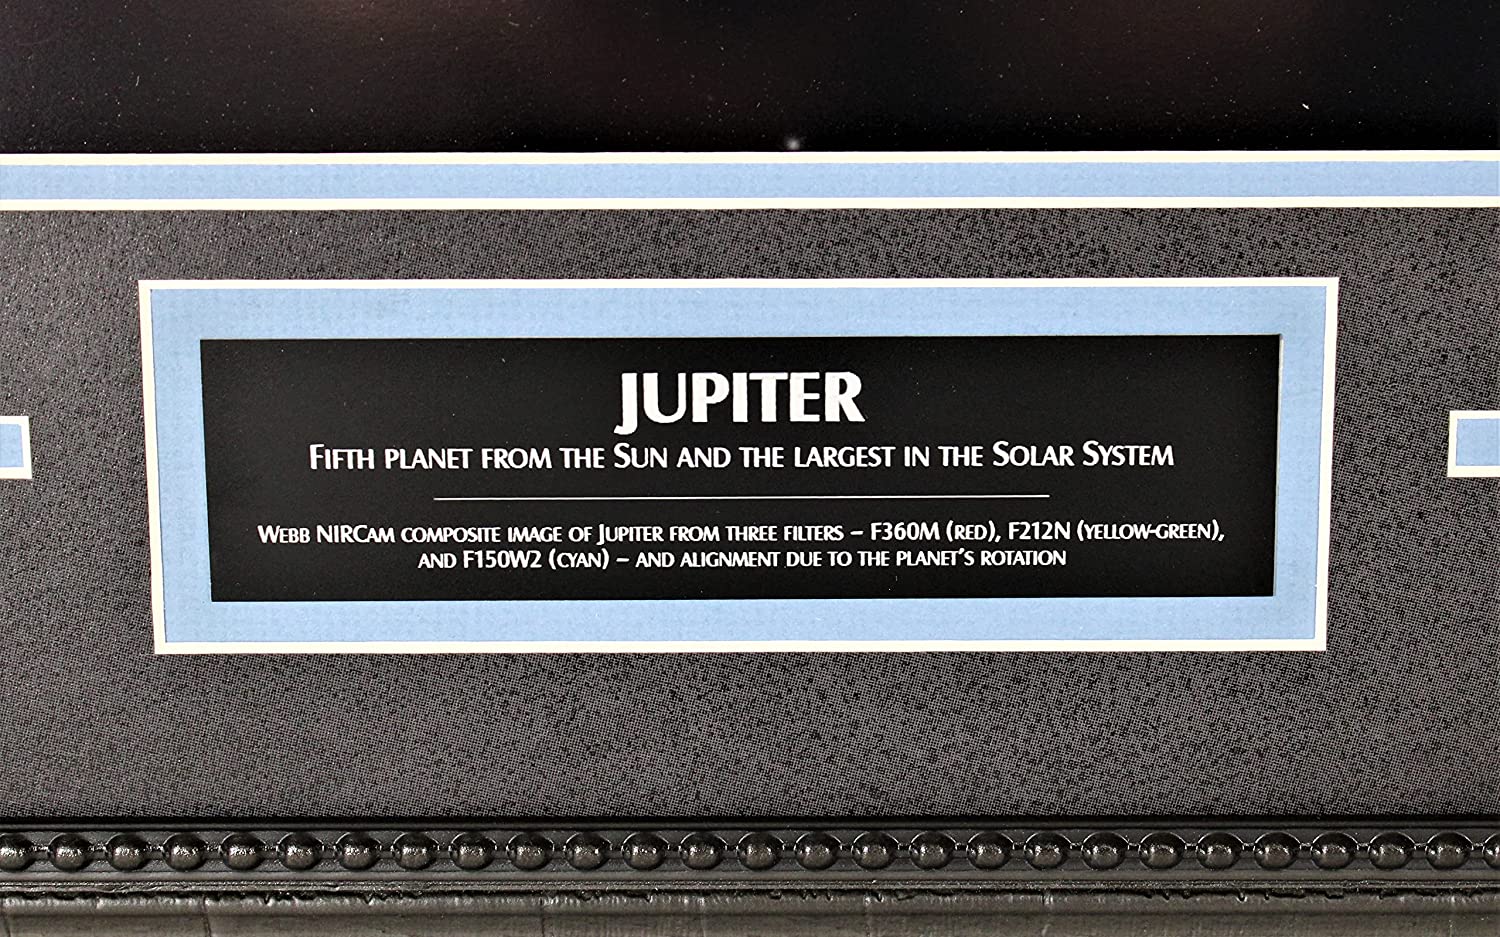 JUPITER
FIFTH PLANET FROM THE SUN AND THE LARGEST IN THE SOLAR SYSTEM
WEBB NIRCAM COMPOSITE IMAGE OF JUPITER FROM THREE FILTERS – F360M (RED), F212N (YELLOW-GREEN),
AND F150W2 (CYAN) – AND ALIGNMENT DUE TO THE PLANET'S ROTATION